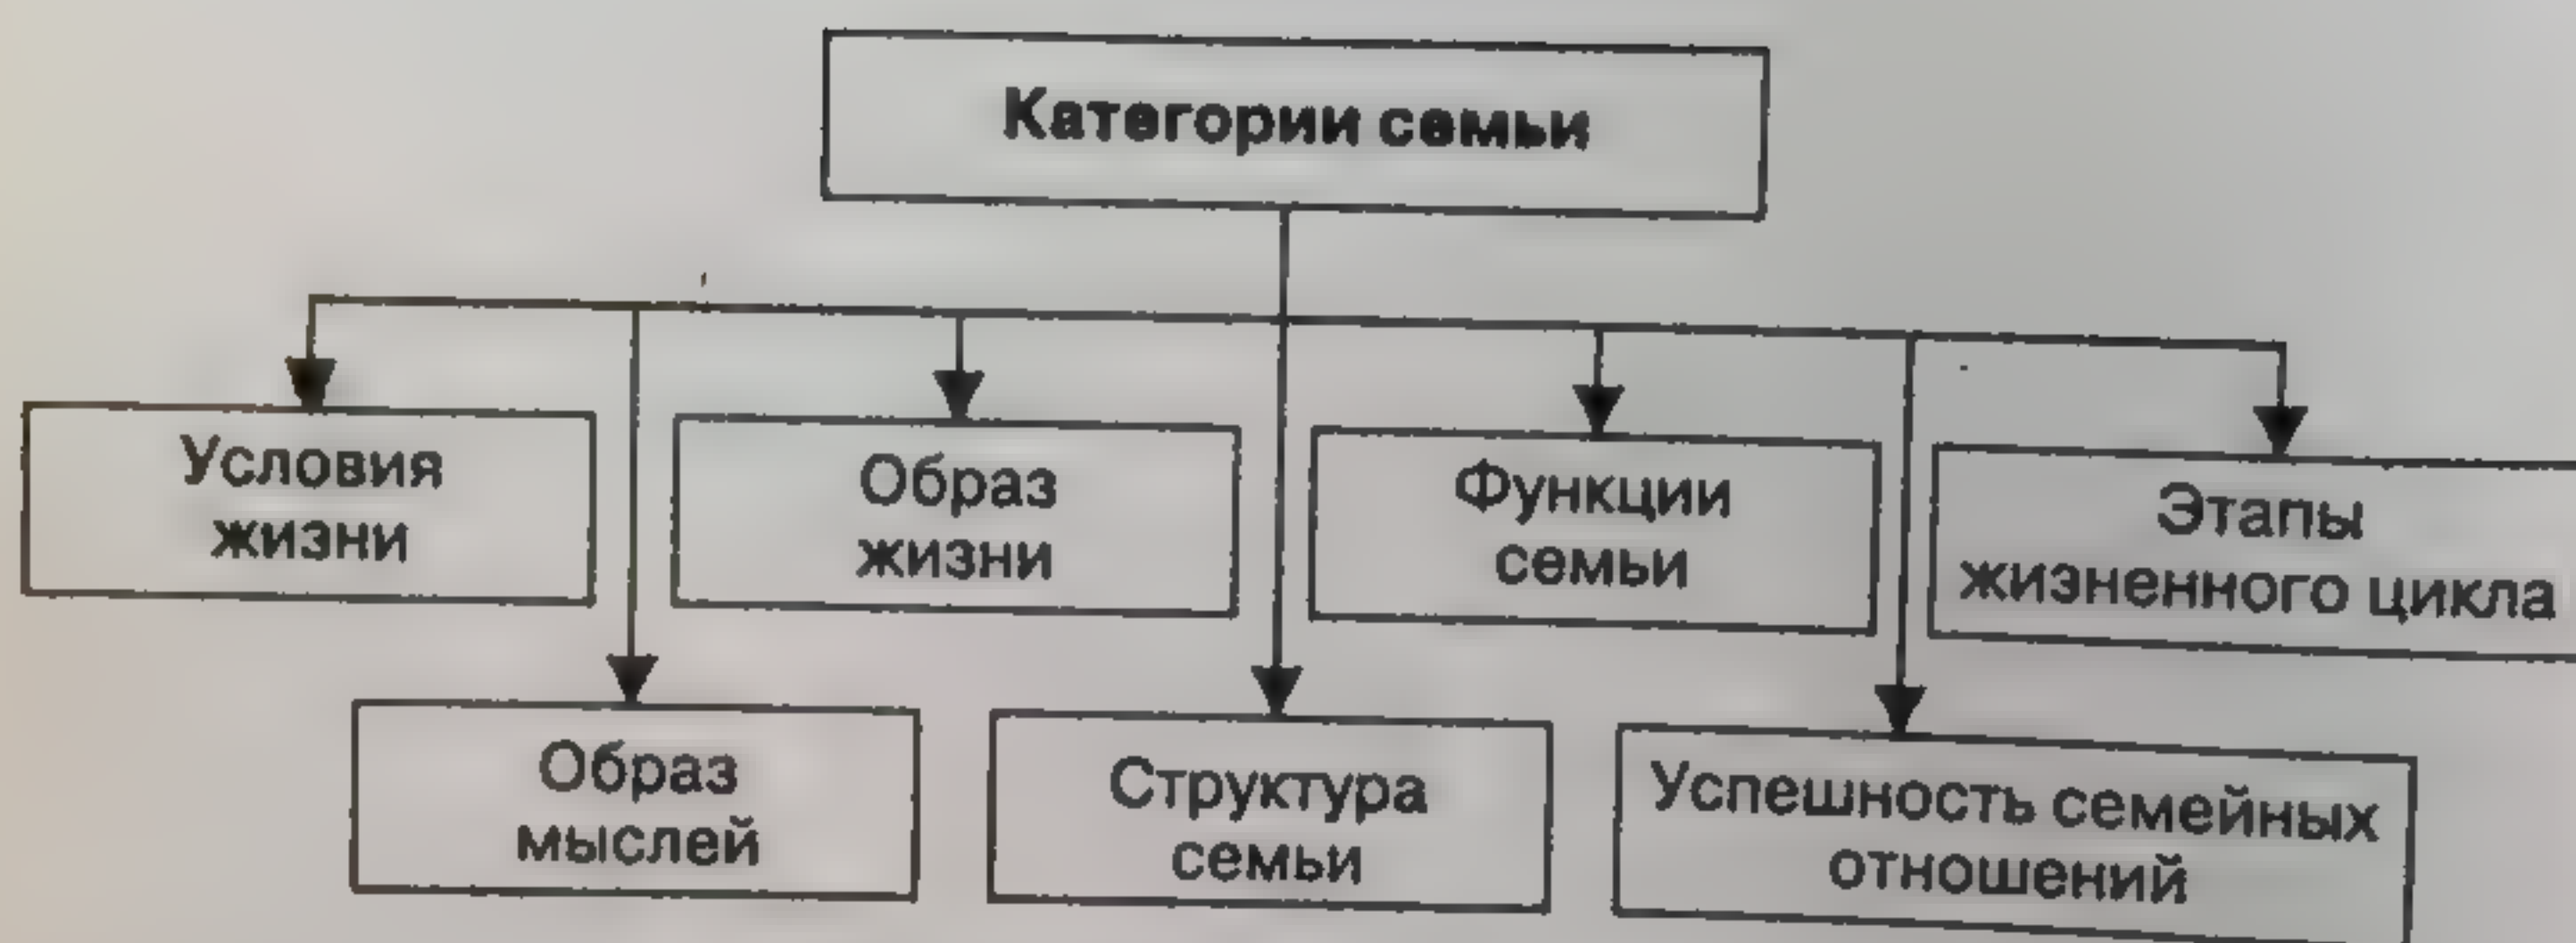 Категории семьи
Условия
жизни
Образ
жизни
Функции
семьи
Этапы
жизненного цикла
Образ
мыслей
Структура
семьи
Успешность семейных
отношений